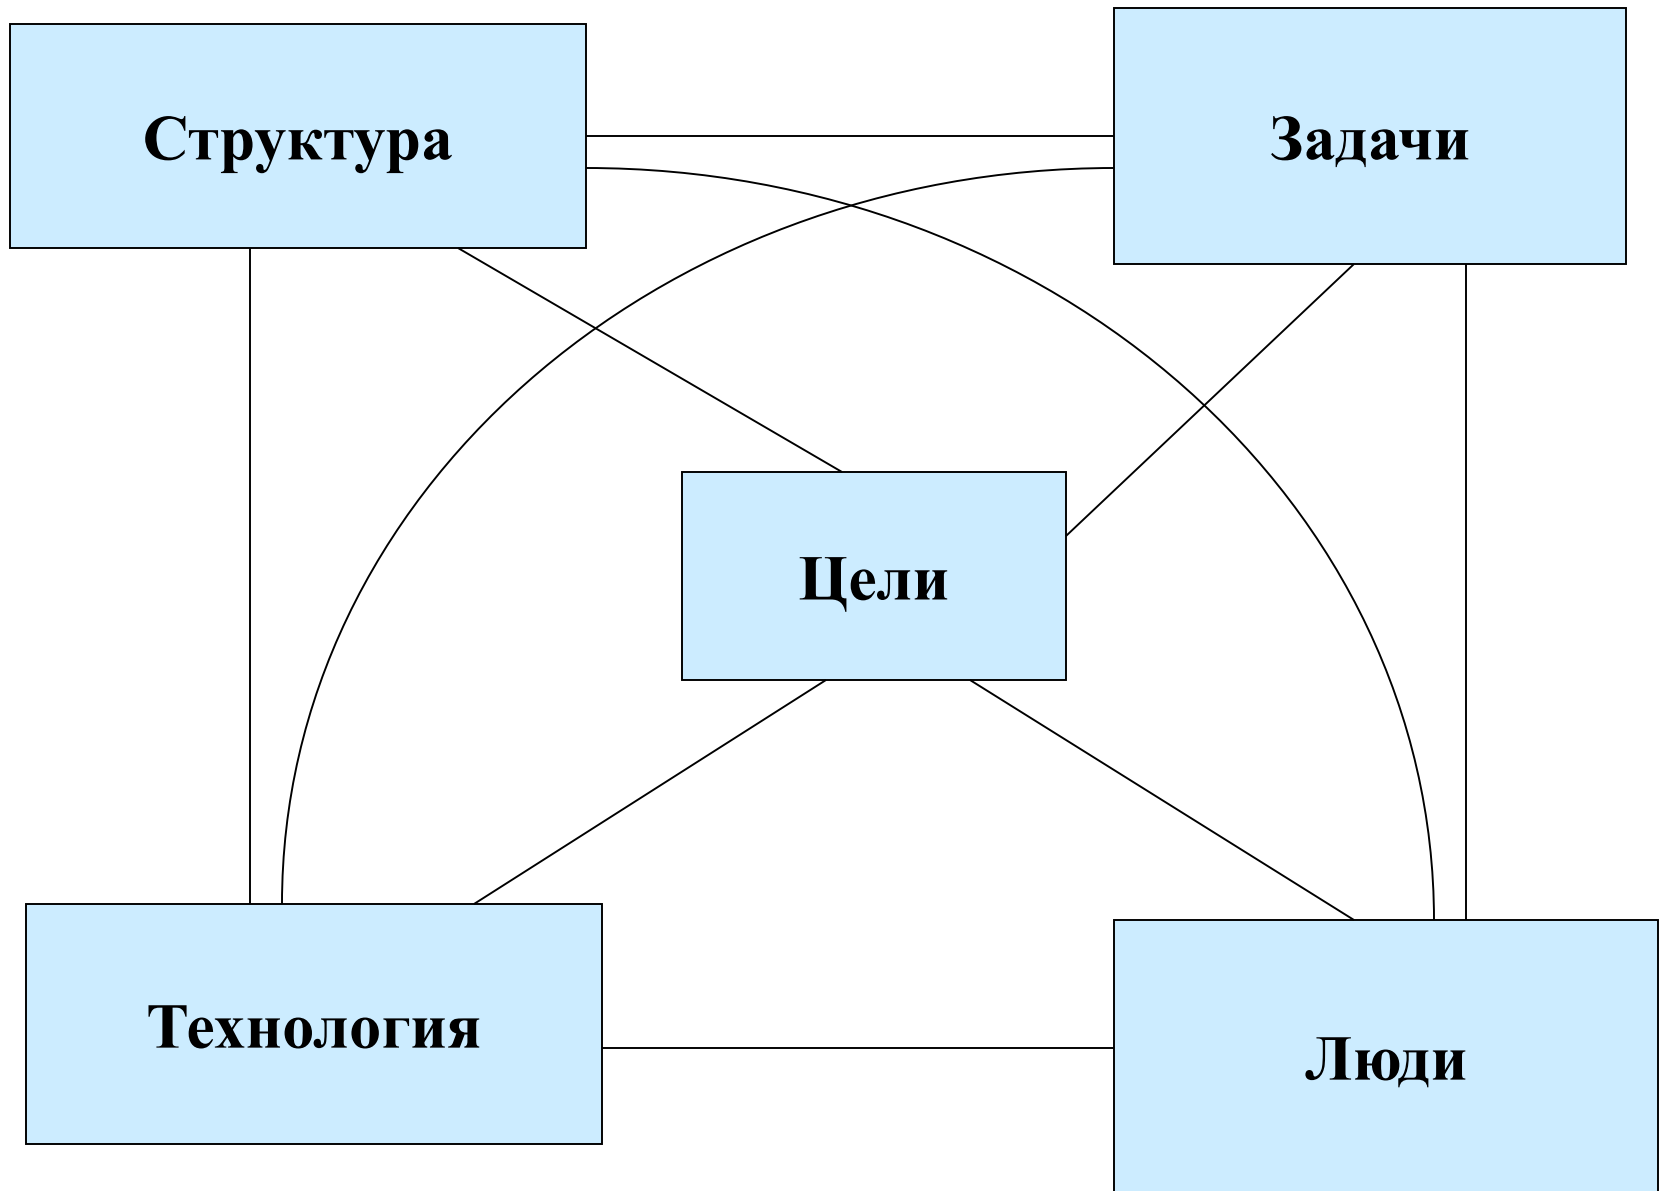 Структура
Задачи
Цели
Технология
Люди